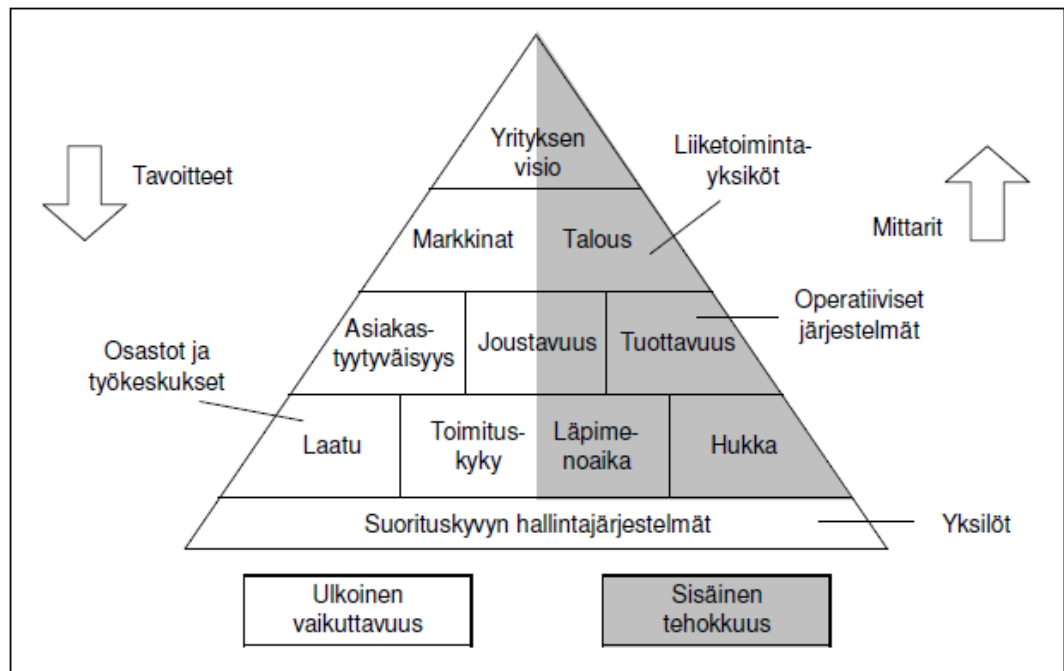 Yrityksen
visio
Liiketoiminta-
yksiköt
Tavoitteet
Mittarit
Markkinat
Talous
Operatiiviset
järjestelmät
Asiakas-
tyytyväisyys
Joustavuus
Tuottavuus
Osastot ja
työkeskukset
Laatu
Toimitus-
kyky
Läpime-
noaika
Hukka
Suorituskyvyn hallintajärjestelmät
Yksilöt
Ulkoinen
vaikuttavuus
Sisäinen
tehokkuus